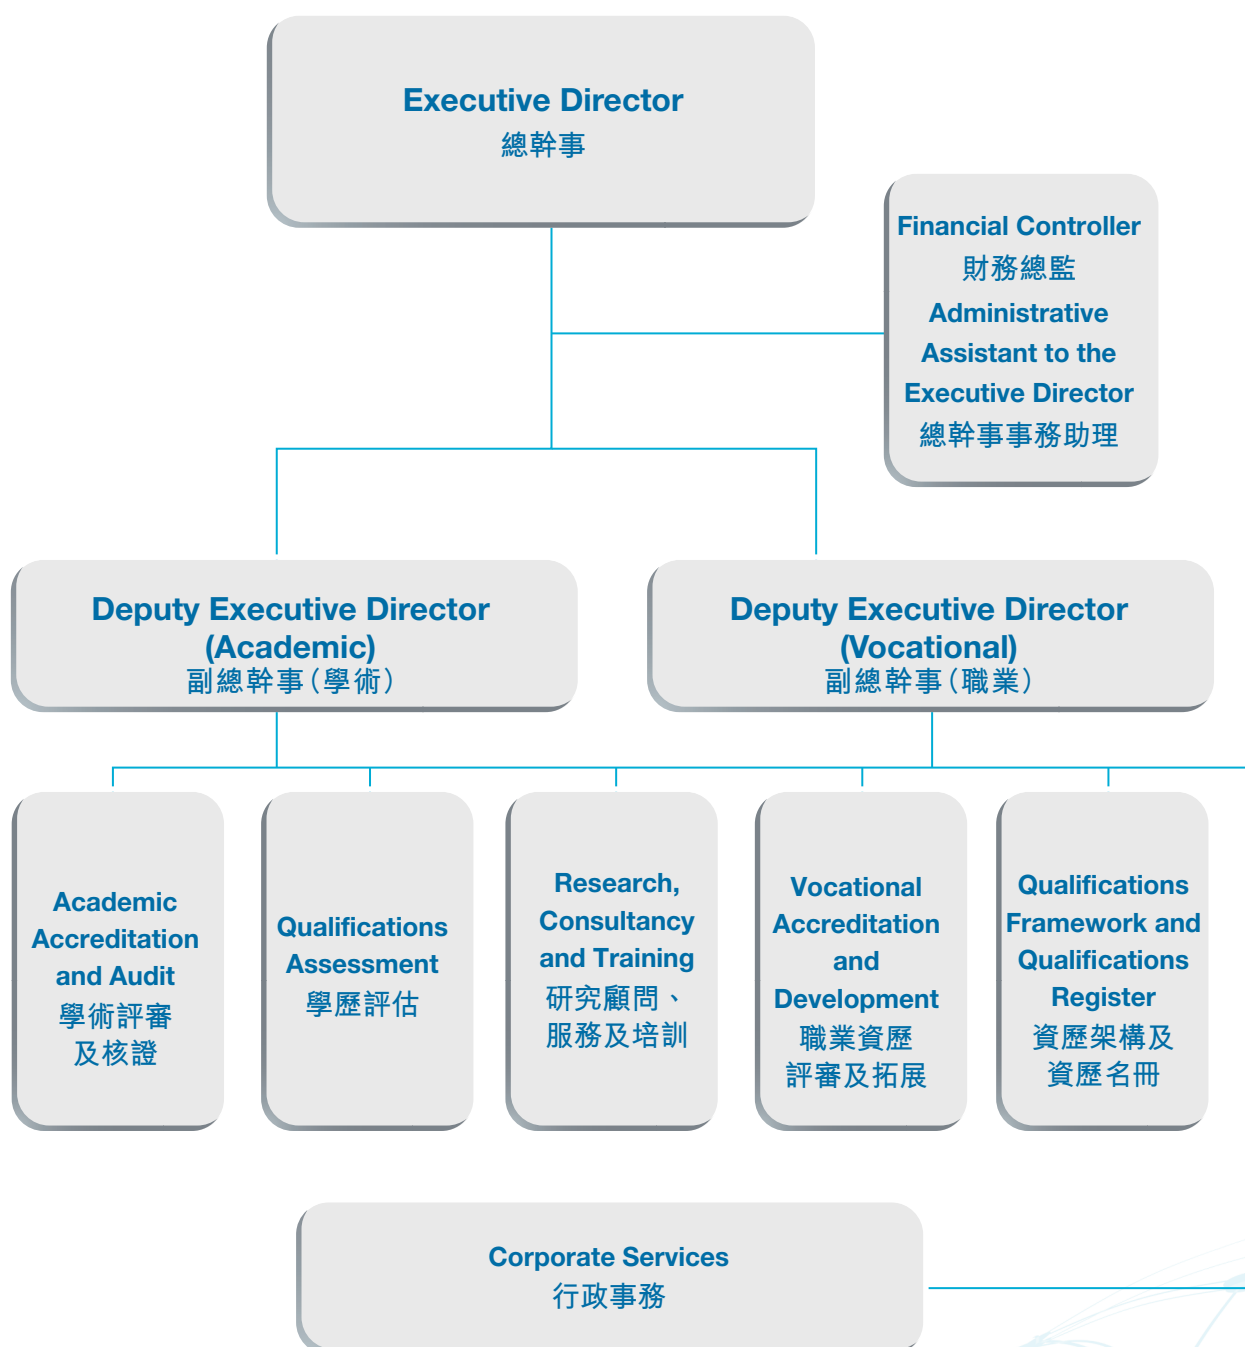 Executive Director
總幹事
Financial Controller
財務總監
Administrative
Assistant to the
Executive Director
總幹事事務助理
Deputy Executive Director
(Academic)
副總幹事（學術）
Deputy Executive Director
(Vocational)
副總幹事（職業）
Academic
Accreditation
and Audit
學術評審
及核證
Qualifications
Assessment
學歷評估
Research,
Consultancy
and Training
研究顧問、
服務及培訓
Vocational
Accreditation
and
Development
職業資歷
評審及拓展
Qualifications
Framework and
Qualifications
Register
資歷架構及
資歷名冊
Corporate Services
行政事務